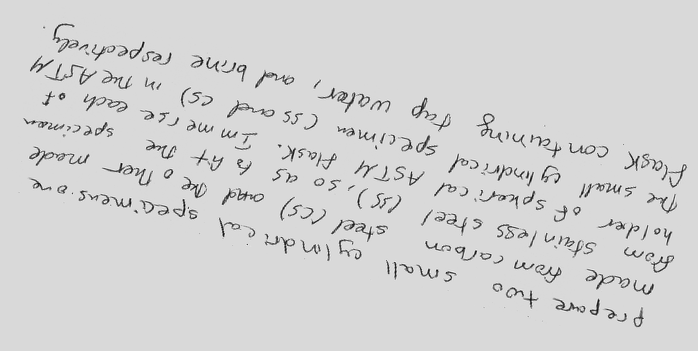 prepare two small cylindrical specimens. one
made from carbon steel (CS) and the other made
from stainless steel (SS), so as to fit the specimen
holder of spherical ASTM flask. Immerse each of
the small cylindrical specimen (SS and CS) in the ASTM
flask containing tap water, and brine respectively.